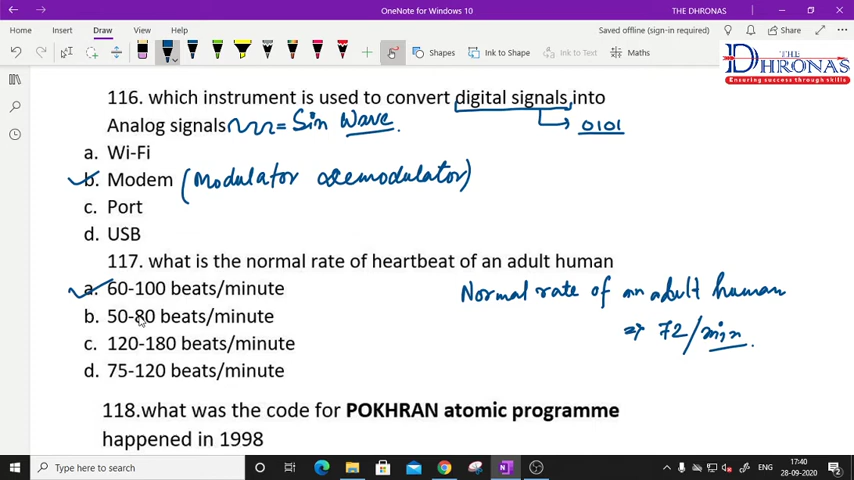 OneNote for Windows 10
THE DHRONAS
Home Insert Draw View Help
Saved offline (sign-in required)
Share
Shapes Ink to Shape Ink to Text Maths
THE
DHRONAS
Ensuring success through skills
116. which instrument is used to convert digital signals into
Analog signals = Sin Wave.
0101
a. Wi-Fi
b. Modem (Modulator Demodulator)
c. Port
d. USB
117. what is the normal rate of heartbeat of an adult human
a. 60-100 beats/minute
Normal rate of an adult human
b. 50-80 beats/minute
⇒ 72/min.
c. 120-180 beats/minute
d. 75-120 beats/minute
118.what was the code for POKHRAN atomic programme
happened in 1998
Type here to search
ENG
17:40
28-09-2020